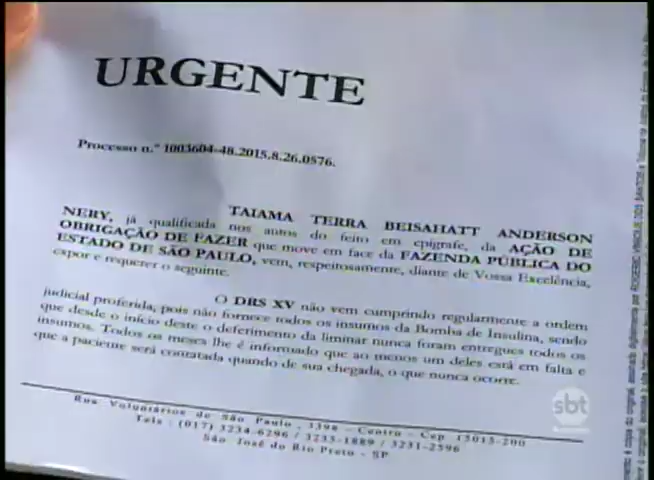 URGENTE
Processo n.º 1003604-48.2015.8.26.0576.
TAIAMA TERRA BEISAHATT ANDERSON
NERY, já qualificada nos autos do feito em epígrafe, da AÇÃO DE
OBRIGAÇÃO DE FAZER que move em face da FAZENDA PÚBLICA DO
ESTADO DE SÃO PAULO, vem, respeitosamente, diante de Vossa Excelência,
expor e requerer o seguinte.
O DRS XV não vem cumprindo regularmente a ordem
judicial proferida, pois não fornece todos os insumos da Bomba de Insulina, sendo
que desde o início deste o deferimento da liminar nunca foram entregues todos os
insumos. Todos os meses lhe é informado que ao menos um deles está em falta e
que a paciente será contatada quando de sua chegada, o que nunca ocorre.
Rua Voluntários de São Paulo, 3398 - Centro - Cep 15015-200
Tels: (017) 3234-6296 / 3233-1889 / 3231-2596
São José do Rio Preto - SP
sbt